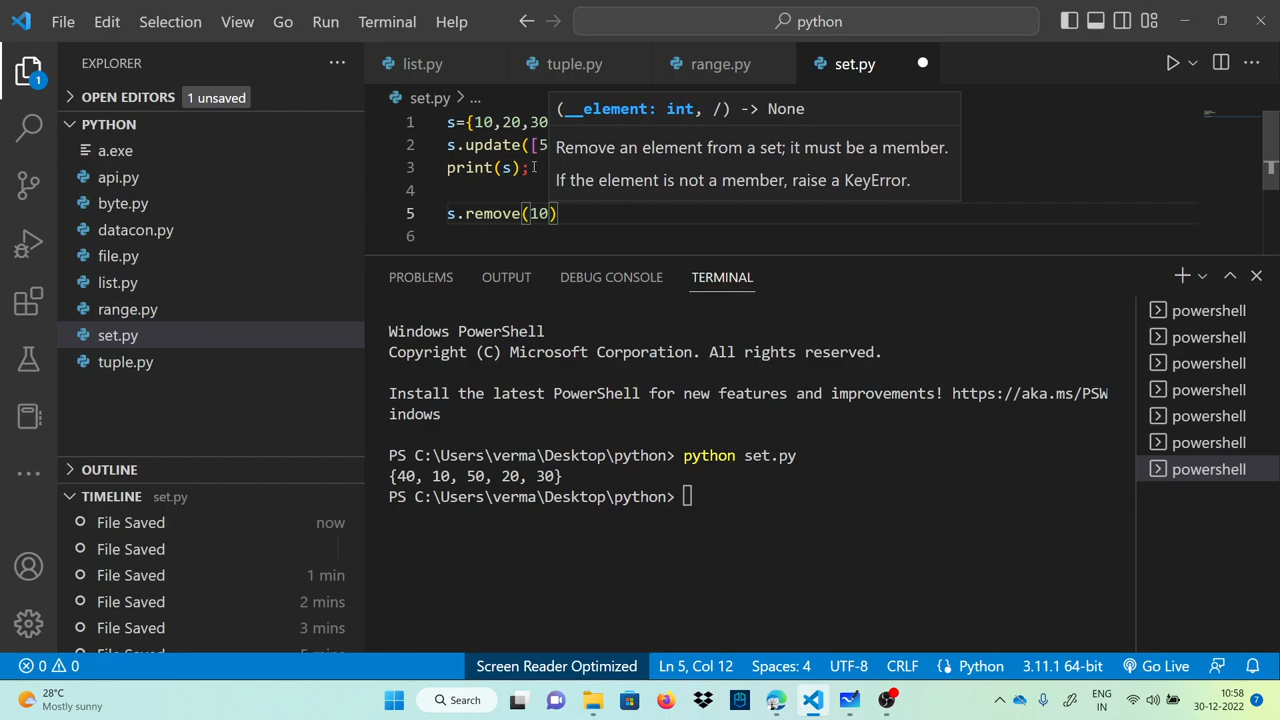 File Edit Selection View Go Run Terminal Help
python
EXPLORER
OPEN EDITORS 1 unsaved
PYTHON
a.exe
api.py
byte.py
datacon.py
file.py
list.py
range.py
set.py
tuple.py
OUTLINE
TIMELINE set.py
File Saved now
File Saved
File Saved 1 min
File Saved 2 mins
File Saved 3 mins
list.py tuple.py range.py set.py
set.py > ...
1 s={10,20,30
2 s.update([5
3 print(s);
4
5 s.remove(10)
6
(__element: int, /) -> None
Remove an element from a set; it must be a member.
If the element is not a member, raise a KeyError.
PROBLEMS OUTPUT DEBUG CONSOLE TERMINAL
Windows PowerShell
Copyright (C) Microsoft Corporation. All rights reserved.
Install the latest PowerShell for new features and improvements! https://aka.ms/PSW
indows
PS C:\Users\verma\Desktop\python> python set.py
{40, 10, 50, 20, 30}
PS C:\Users\verma\Desktop\python>
powershell
powershell
powershell
powershell
powershell
powershell
powershell
1
0 0 Screen Reader Optimized Ln 5, Col 12 Spaces: 4 UTF-8 CRLF Python 3.11.1 64-bit Go Live
28°C
Mostly sunny
Search
ENG
IN
10:58
30-12-2022
7